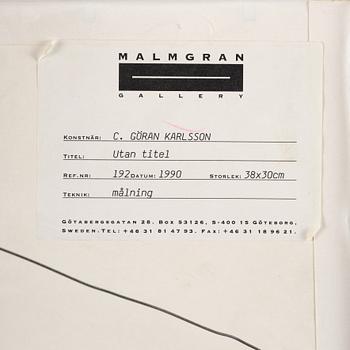 MALMGRAN
GALLERY
KONSTNÄR: C. GÖRAN KARLSSON
TITEL: Utan titel
REF.NR: 192 DATUM: 1990 STORLEK: 38x30cm
TEKNIK: målning
GÖTABERGSGATAN 28. BOX 53126, S-400 15 GÖTEBORG.
SWEDEN. TEL: +46 31 81 47 93. FAX: +46 31 18 96 21.